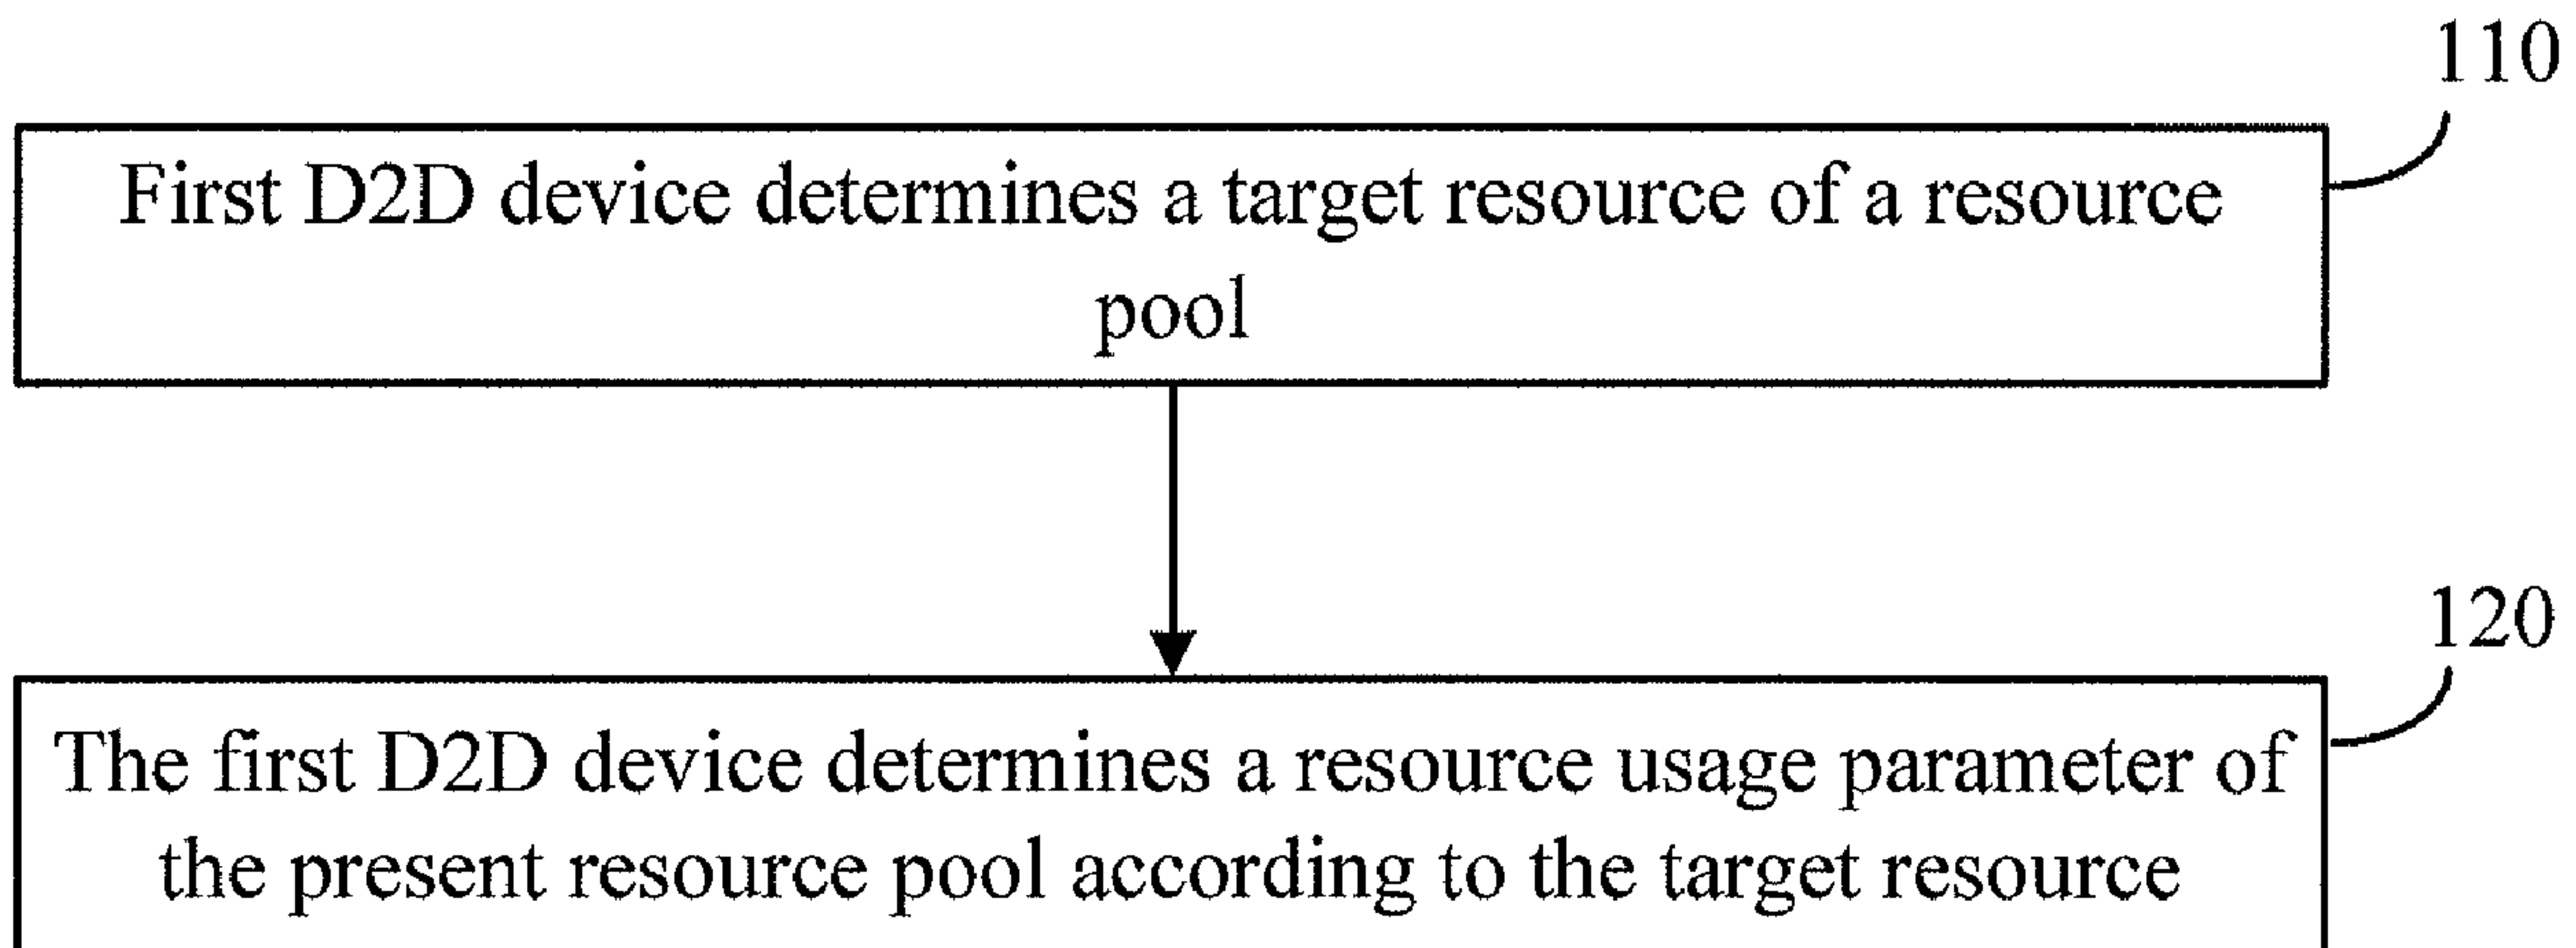 110
First D2D device determines a target resource of a resource
pool
120
The first D2D device determines a resource usage parameter of
the present resource pool according to the target resource